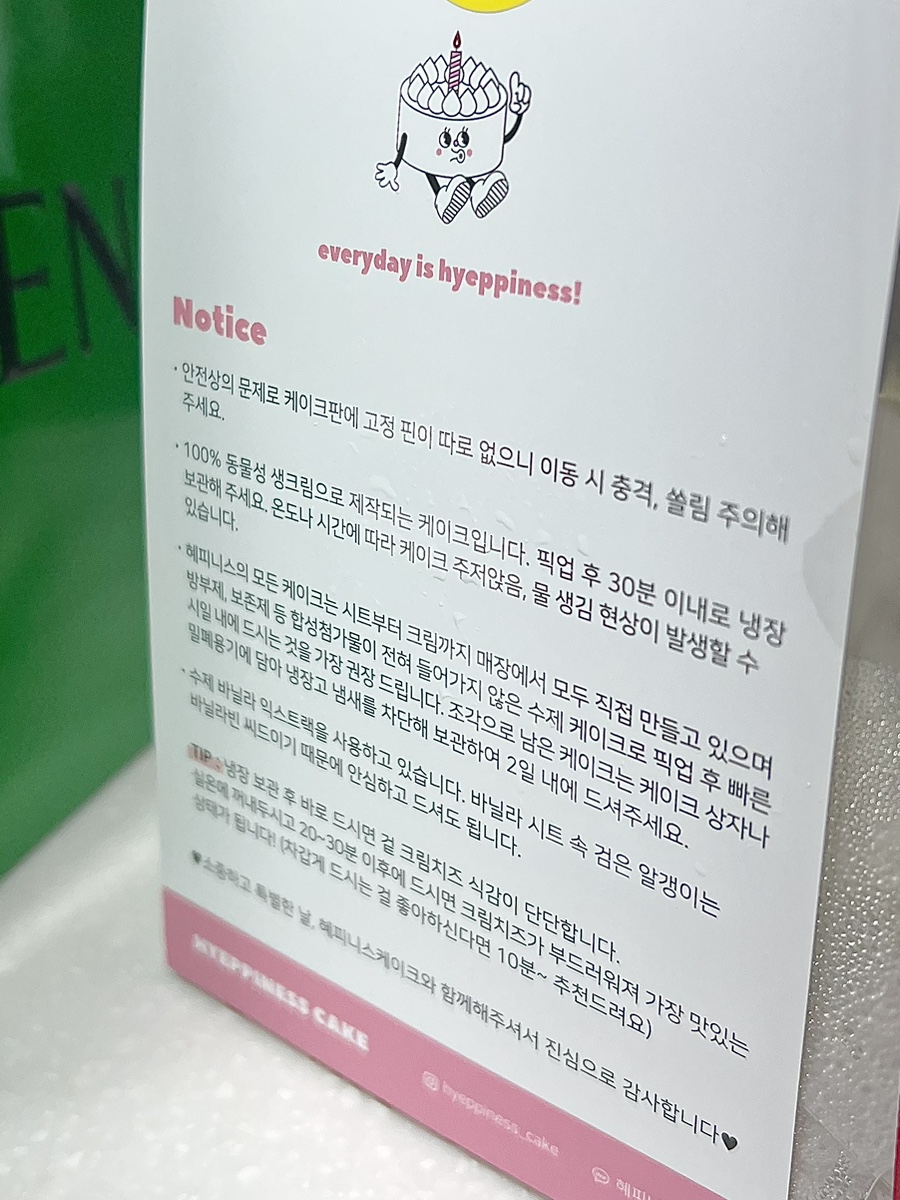 EN
everyday is hyeppiness!
Notice
· 안전상의 문제로 케이크판에 고정 핀이 따로 없으니 이동 시 충격, 쏠림 주의해
주세요.
· 100% 동물성 생크림으로 제작되는 케이크입니다. 픽업 후 30분 이내로 냉장
보관해 주세요. 온도나 시간에 따라 케이크 주저앉음, 물 생김 현상이 발생할 수
있습니다.
· 혜피니스의 모든 케이크는 시트부터 크림까지 매장에서 모두 직접 만들고 있으며
방부제, 보존제 등 합성첨가물이 전혀 들어가지 않은 수제 케이크로 픽업 후 빠른
시일 내에 드시는 것을 가장 권장 드립니다. 조각으로 남은 케이크는 케이크 상자나
밀폐용기에 담아 냉장고 냄새를 차단해 보관하여 2일 내에 드셔주세요.
· 수제 바닐라 익스트랙을 사용하고 있습니다. 바닐라 시트 속 검은 알갱이는
바닐라빈 씨드이기 때문에 안심하고 드셔도 됩니다.
TIP : 냉장 보관 후 바로 드시면 겉 크림치즈 식감이 단단합니다.
실온에 꺼내두시고 20~30분 이후에 드시면 크림치즈가 부드러워져 가장 맛있는
상태가 됩니다! (차갑게 드시는 걸 좋아하신다면 10분~ 추천드려요)
♥소중하고 특별한 날, 혜피니스케이크와 함께해주셔서 진심으로 감사합니다♥
HYEPPINESS CAKE
hyeppiness_cake
혜피